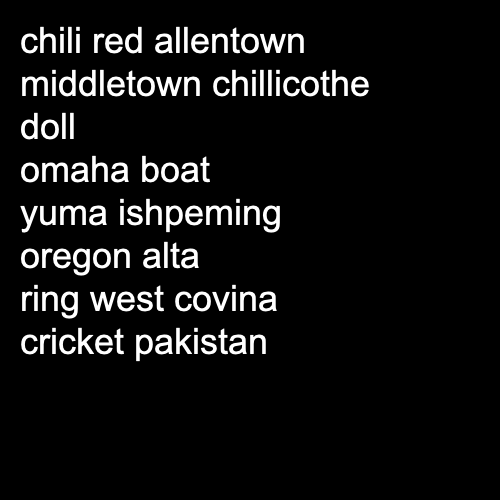 chili red allentown
middletown chillicothe
doll
omaha boat
yuma ishpeming
oregon alta
ring west covina
cricket pakistan